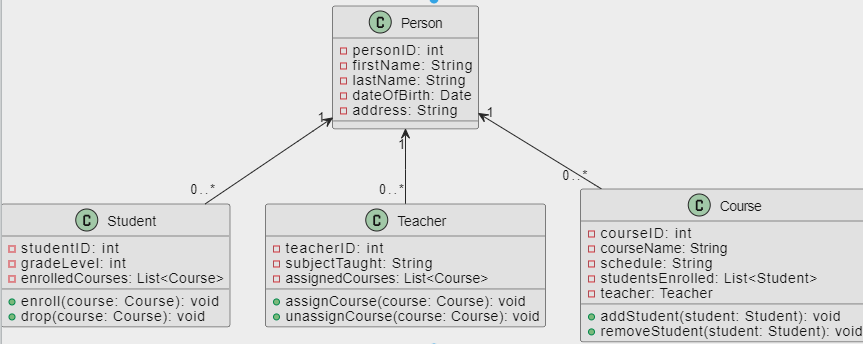 C Person
personID: int
firstName: String
lastName: String
dateOfBirth: Date
address: String
1
1
1
0..*
0..*
0..*
C Student
studentID: int
gradeLevel: int
enrolledCourses: List<Course>
enroll(course: Course): void
drop(course: Course): void
C Teacher
teacherID: int
subjectTaught: String
assignedCourses: List<Course>
assignCourse(course: Course): void
unassignCourse(course: Course): void
C Course
courseID: int
courseName: String
schedule: String
studentsEnrolled: List<Student>
teacher: Teacher
addStudent(student: Student): void
removeStudent(student: Student): void